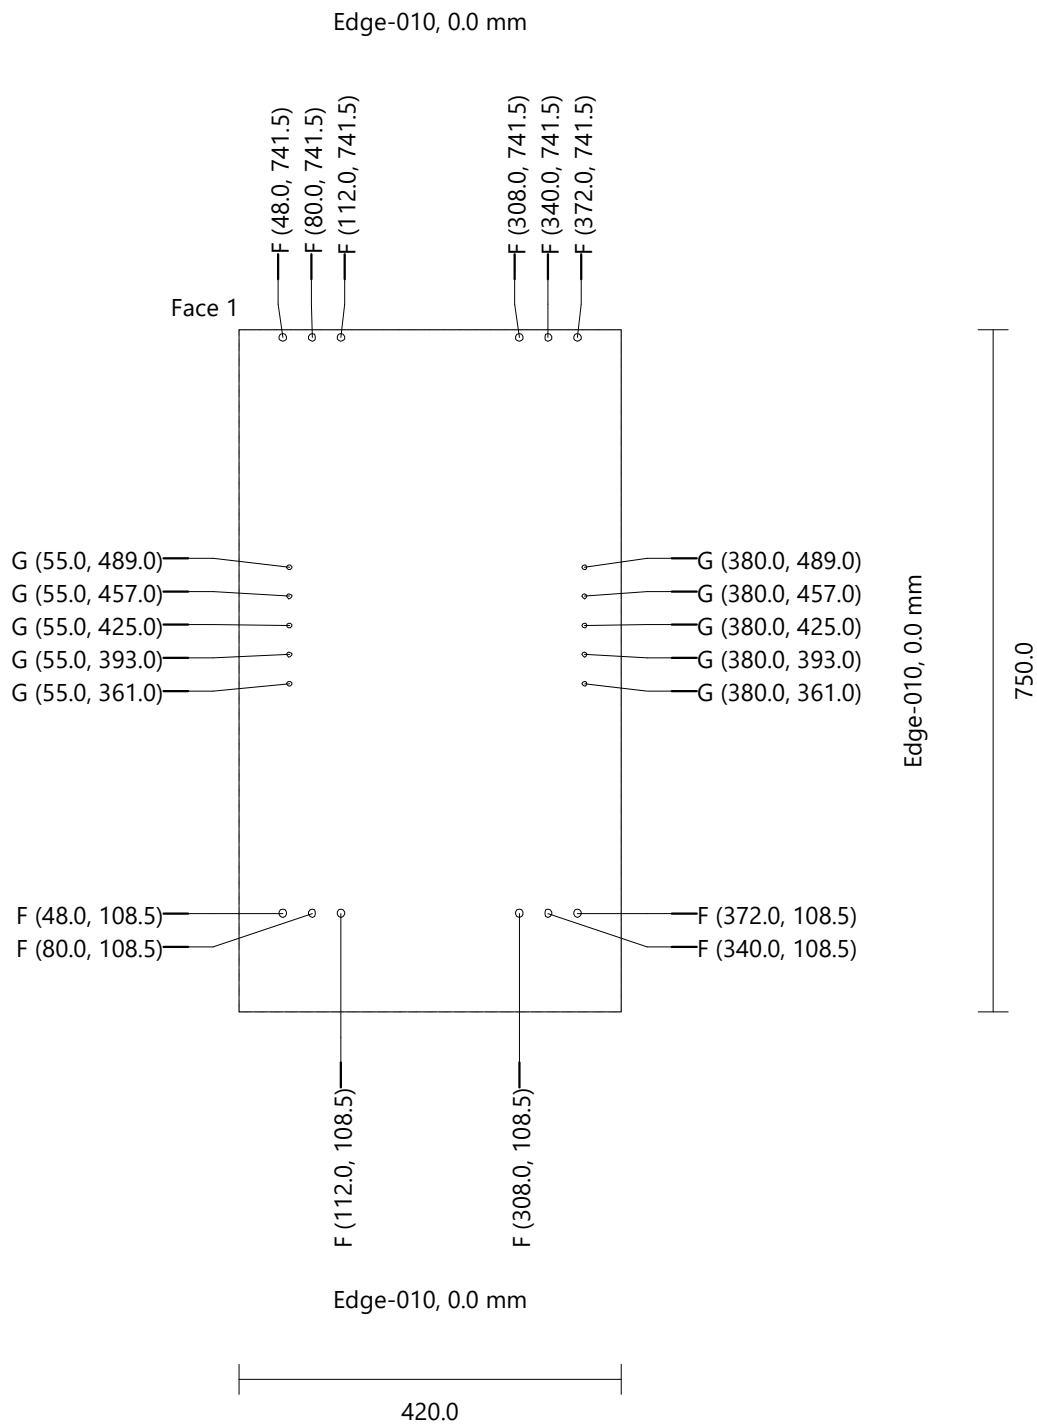 Edge-010, 0.0 mm
F (48.0, 741.5)
F (80.0, 741.5)
F (112.0, 741.5)
F (308.0, 741.5)
F (340.0, 741.5)
F (372.0, 741.5)
Face 1
G (55.0, 489.0)
G (55.0, 457.0)
G (55.0, 425.0)
G (55.0, 393.0)
G (55.0, 361.0)
G (380.0, 489.0)
G (380.0, 457.0)
G (380.0, 425.0)
G (380.0, 393.0)
G (380.0, 361.0)
Edge-010, 0.0 mm
750.0
F (48.0, 108.5)
F (80.0, 108.5)
F (372.0, 108.5)
F (340.0, 108.5)
F (112.0, 108.5)
F (308.0, 108.5)
Edge-010, 0.0 mm
420.0